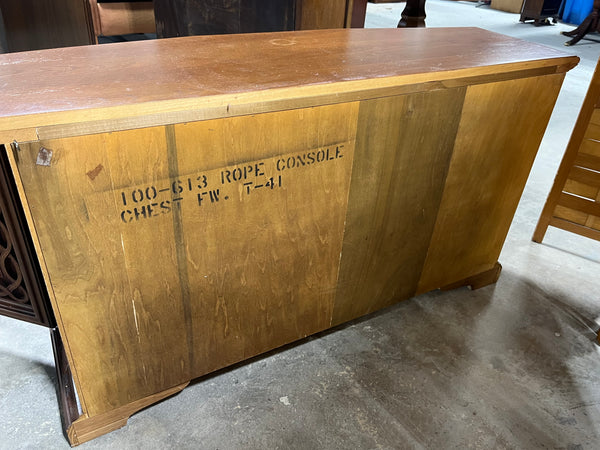 100-613 ROPE CONSOLE
CHEST FW. T-41